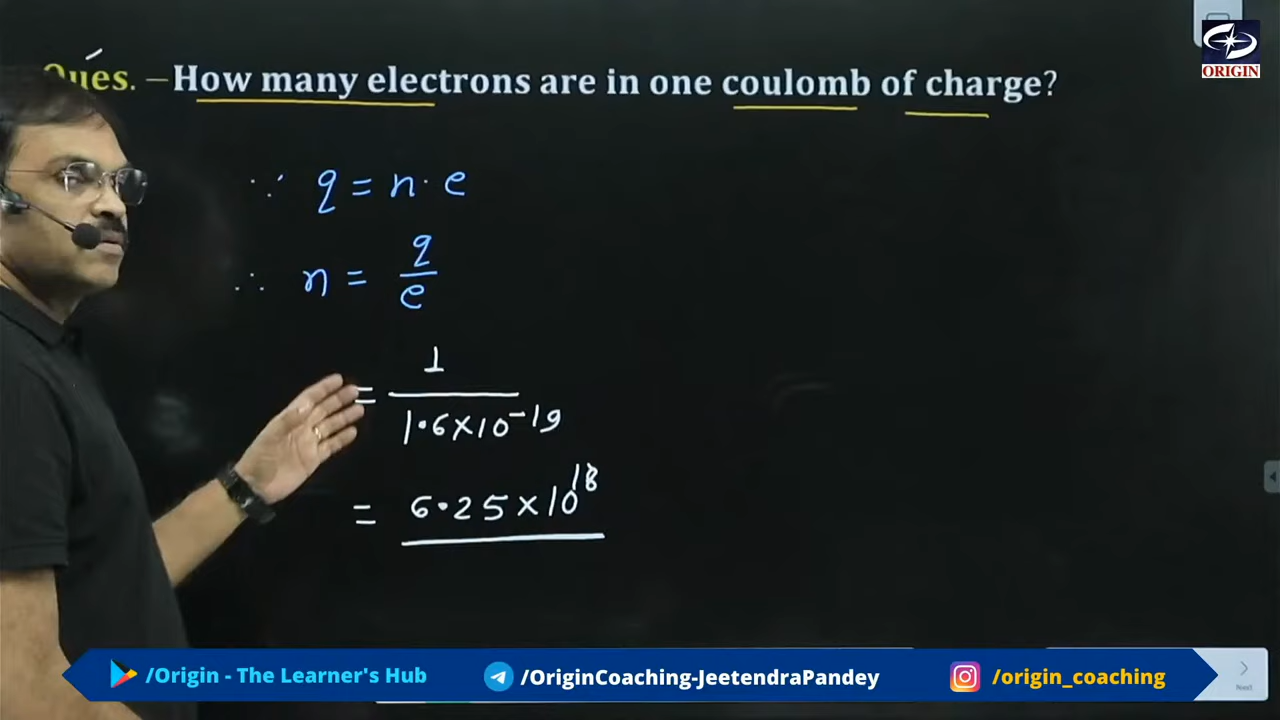 Ques. – How many electrons are in one coulomb of charge?
ORIGIN
∵ q = n · e
∴ n = q/e
= 1/1.6×10⁻¹⁹
= 6.25×10¹⁸
/Origin - The Learner's Hub
/OriginCoaching-JeetendraPandey
/origin_coaching
Next